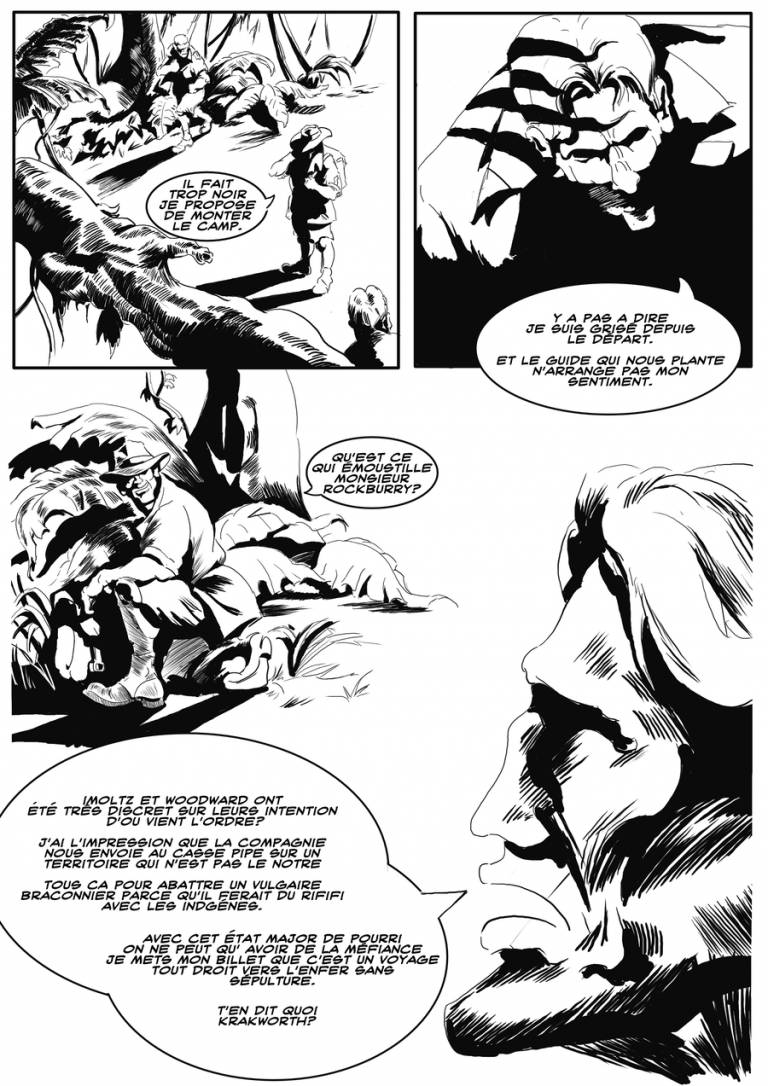 IL FAIT
TROP NOIR
JE PROPOSE
DE MONTER
LE CAMP.
Y A PAS A DIRE
JE SUIS GRISÉ DEPUIS
LE DÉPART.
ET LE GUIDE QUI NOUS PLANTE
N'ARRANGE PAS MON
SENTIMENT.
QU'EST CE
QUI ÉMOUSTILLE
MONSIEUR
ROCKBURRY?
IMOLTZ ET WOODWARD ONT
ÉTÉ TRÈS DISCRET SUR LEURS INTENTION
D'OU VIENT L'ORDRE?
J'AI L'IMPRESSION QUE LA COMPAGNIE
NOUS ENVOIE AU CASSE PIPE SUR UN
TERRITOIRE QUI N'EST PAS LE NOTRE
TOUS CA POUR ABATTRE UN VULGAIRE
BRACONNIER PARCE QU'IL FERAIT DU RIFIFI
AVEC LES INDGÈNES.
AVEC CET ÉTAT MAJOR DE POURRI
ON NE PEUT QU' AVOIR DE LA MÉFIANCE
JE METS MON BILLET QUE C'EST UN VOYAGE
TOUT DROIT VERS L'ENFER SANS
SÉPULTURE.
T'EN DIT QUOI
KRAKWORTH?